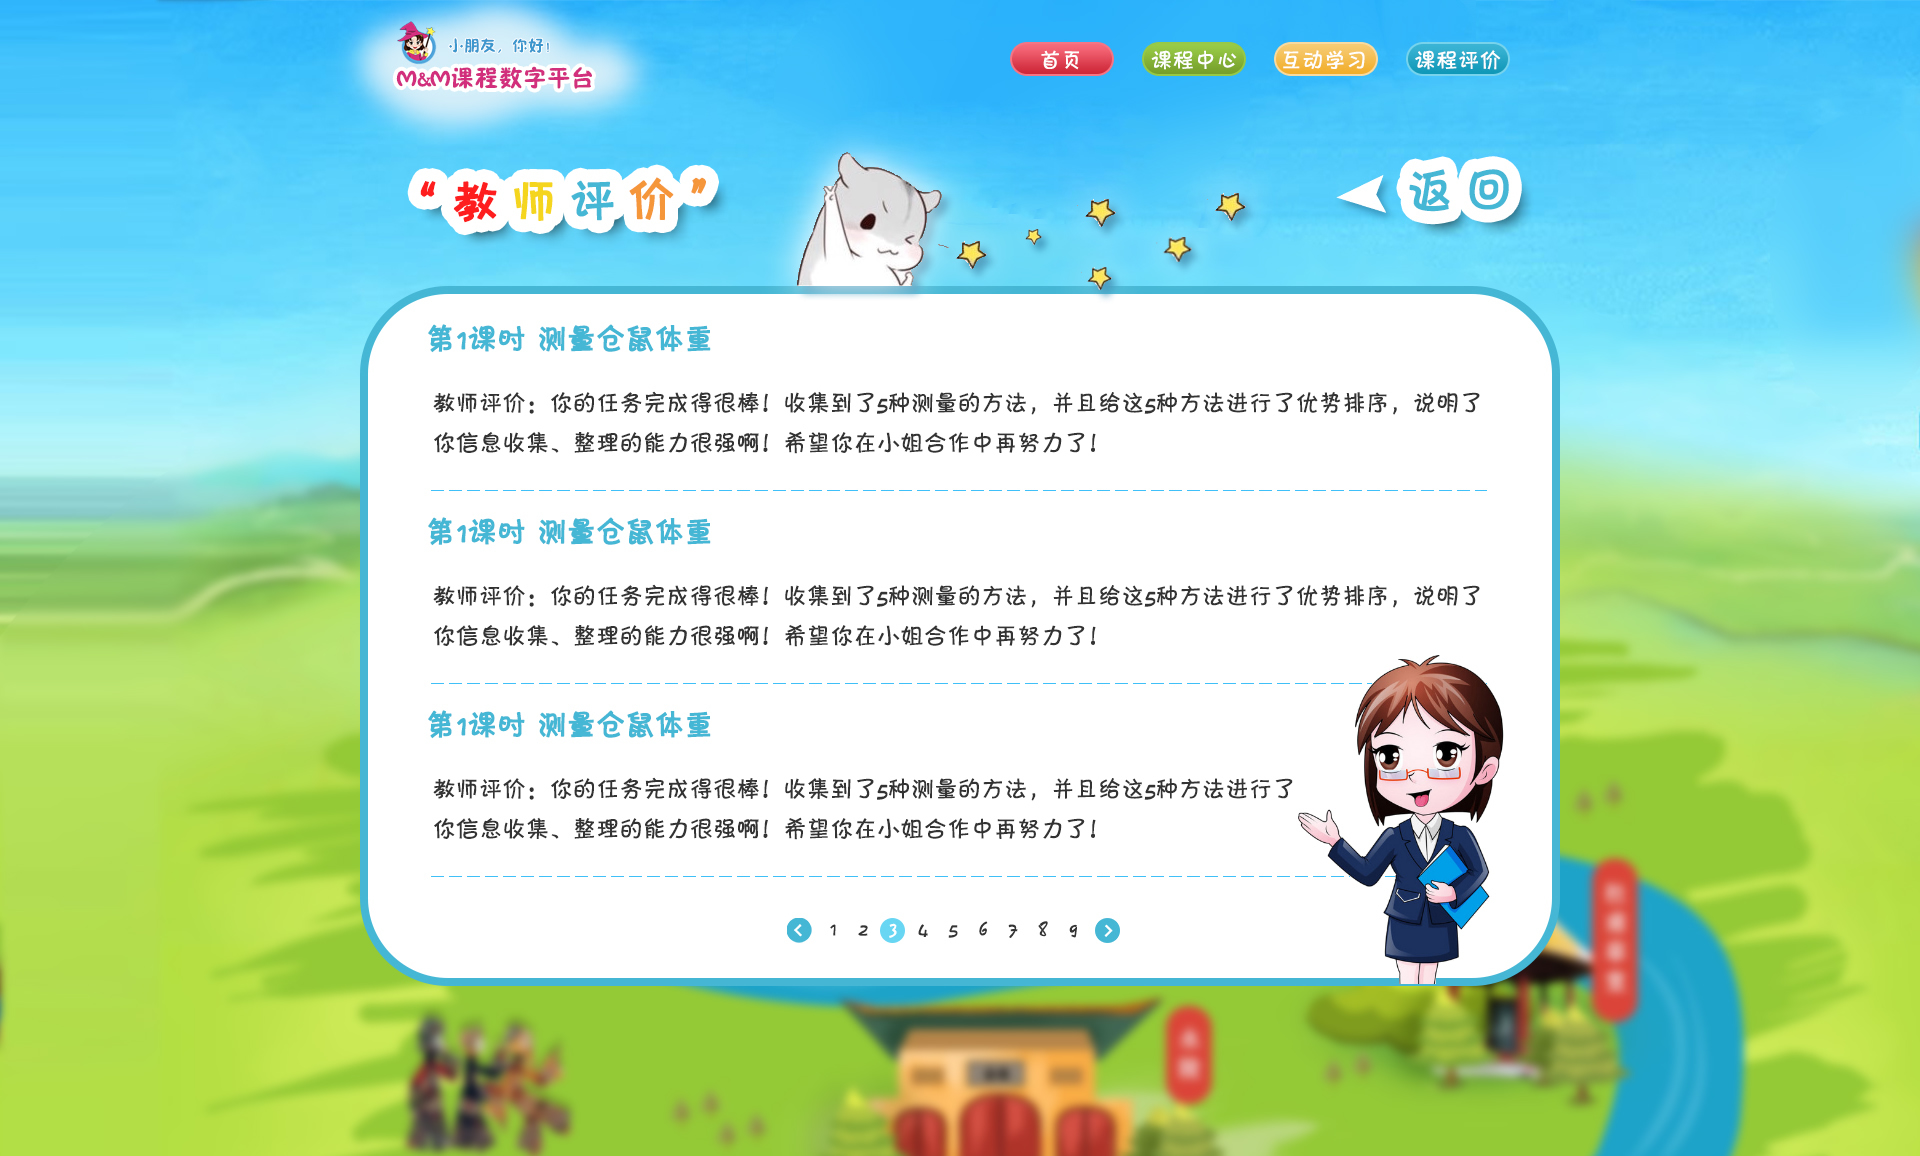 小朋友，你好！
M&M课程数字平台
首页
课程中心
互动学习
课程评价
“教师评价”
返回
第1课时 测量仓鼠体重
教师评价：你的任务完成得很棒！收集到了5种测量的方法，并且给这5种方法进行了优势排序，说明了
你信息收集、整理的能力很强啊！希望你在小姐合作中再努力了！
第1课时 测量仓鼠体重
教师评价：你的任务完成得很棒！收集到了5种测量的方法，并且给这5种方法进行了优势排序，说明了
你信息收集、整理的能力很强啊！希望你在小姐合作中再努力了！
第1课时 测量仓鼠体重
教师评价：你的任务完成得很棒！收集到了5种测量的方法，并且给这5种方法进行了
你信息收集、整理的能力很强啊！希望你在小姐合作中再努力了！
1 2 3 4 5 6 7 8 9